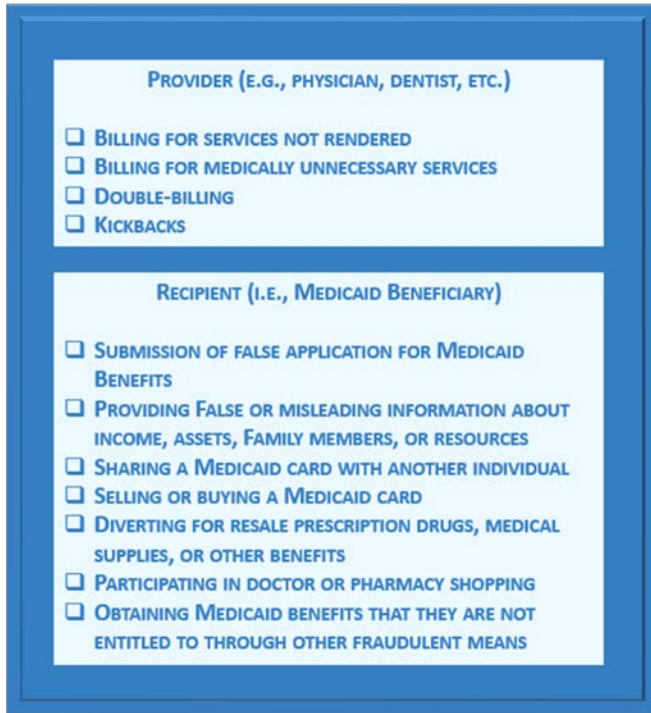 PROVIDER (E.G., PHYSICIAN, DENTIST, ETC.)
❑ BILLING FOR SERVICES NOT RENDERED
❑ BILLING FOR MEDICALLY UNNECESSARY SERVICES
❑ DOUBLE-BILLING
❑ KICKBACKS
RECIPIENT (I.E., MEDICAID BENEFICIARY)
❑ SUBMISSION OF FALSE APPLICATION FOR MEDICAID
BENEFITS
❑ PROVIDING FALSE OR MISLEADING INFORMATION ABOUT
INCOME, ASSETS, FAMILY MEMBERS, OR RESOURCES
❑ SHARING A MEDICAID CARD WITH ANOTHER INDIVIDUAL
❑ SELLING OR BUYING A MEDICAID CARD
❑ DIVERTING FOR RESALE PRESCRIPTION DRUGS, MEDICAL
SUPPLIES, OR OTHER BENEFITS
❑ PARTICIPATING IN DOCTOR OR PHARMACY SHOPPING
❑ OBTAINING MEDICAID BENEFITS THAT THEY ARE NOT
ENTITLED TO THROUGH OTHER FRAUDULENT MEANS